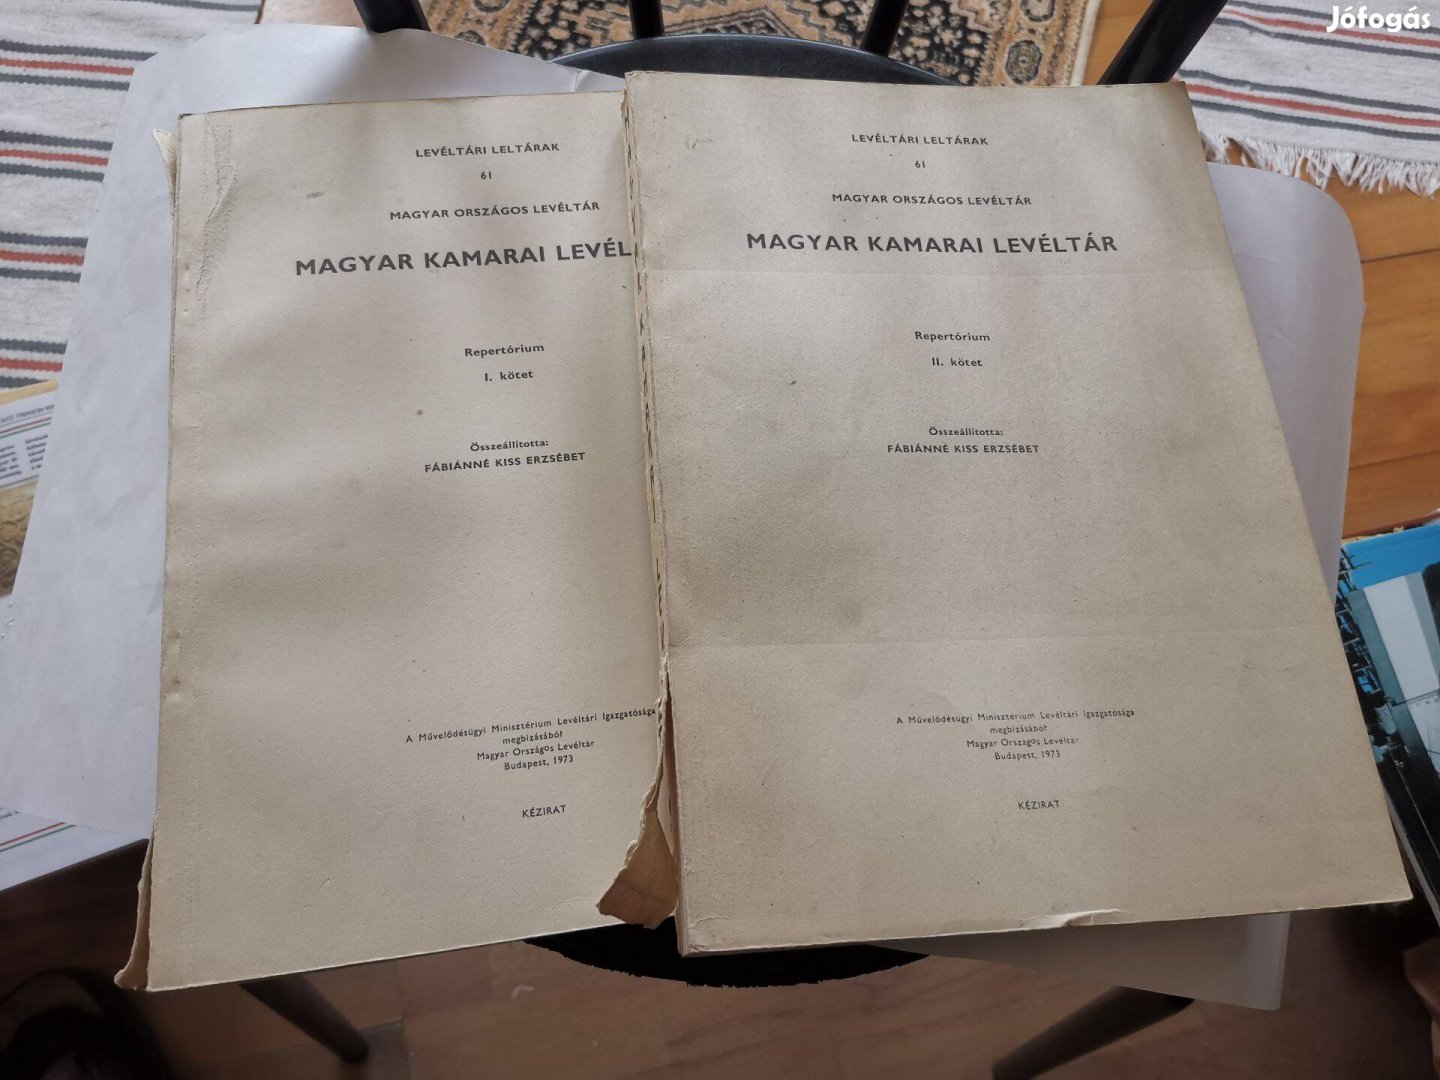 Jófogás
LEVÉLTÁRI LELTÁRAK
61
MAGYAR ORSZÁGOS LEVÉLTÁR
MAGYAR KAMARAI LEVÉL
Repertórium
I. kötet
Összeállította:
FÁBIÁNNÉ KISS ERZSÉBET
A Művelődésügyi Minisztérium Levéltári Igazgatósága
megbizásából
Magyar Országos Levéltár
Budapest, 1973
KÉZIRAT
LEVÉLTÁRI LELTÁRAK
61
MAGYAR ORSZÁGOS LEVÉLTÁR
MAGYAR KAMARAI LEVÉLTÁR
Repertórium
II. kötet
Összeállította:
FÁBIÁNNÉ KISS ERZSÉBET
A Művelődésügyi Minisztérium Levéltári Igazgatósága
megbizásából
Magyar Országos Levéltár
Budapest, 1973
KÉZIRAT